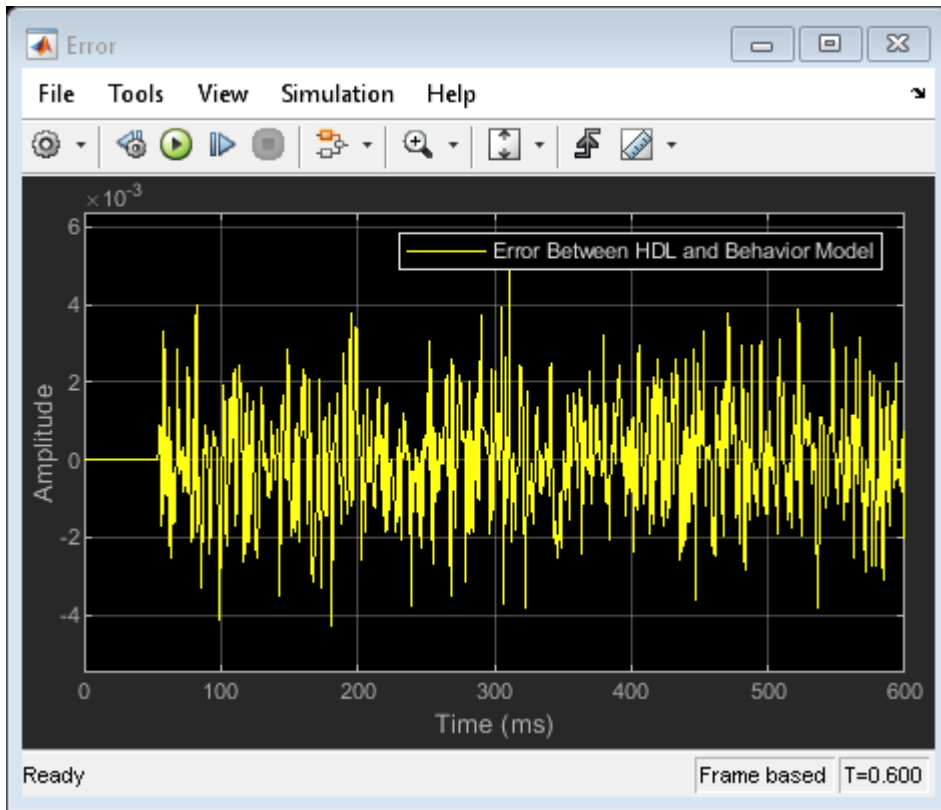 Error
File Tools View Simulation Help
×10-3
6
Error Between HDL and Behavior Model
4
2
0
-2
-4
Amplitude
0 100 200 300 400 500 600
Time (ms)
Ready Frame based T=0.600